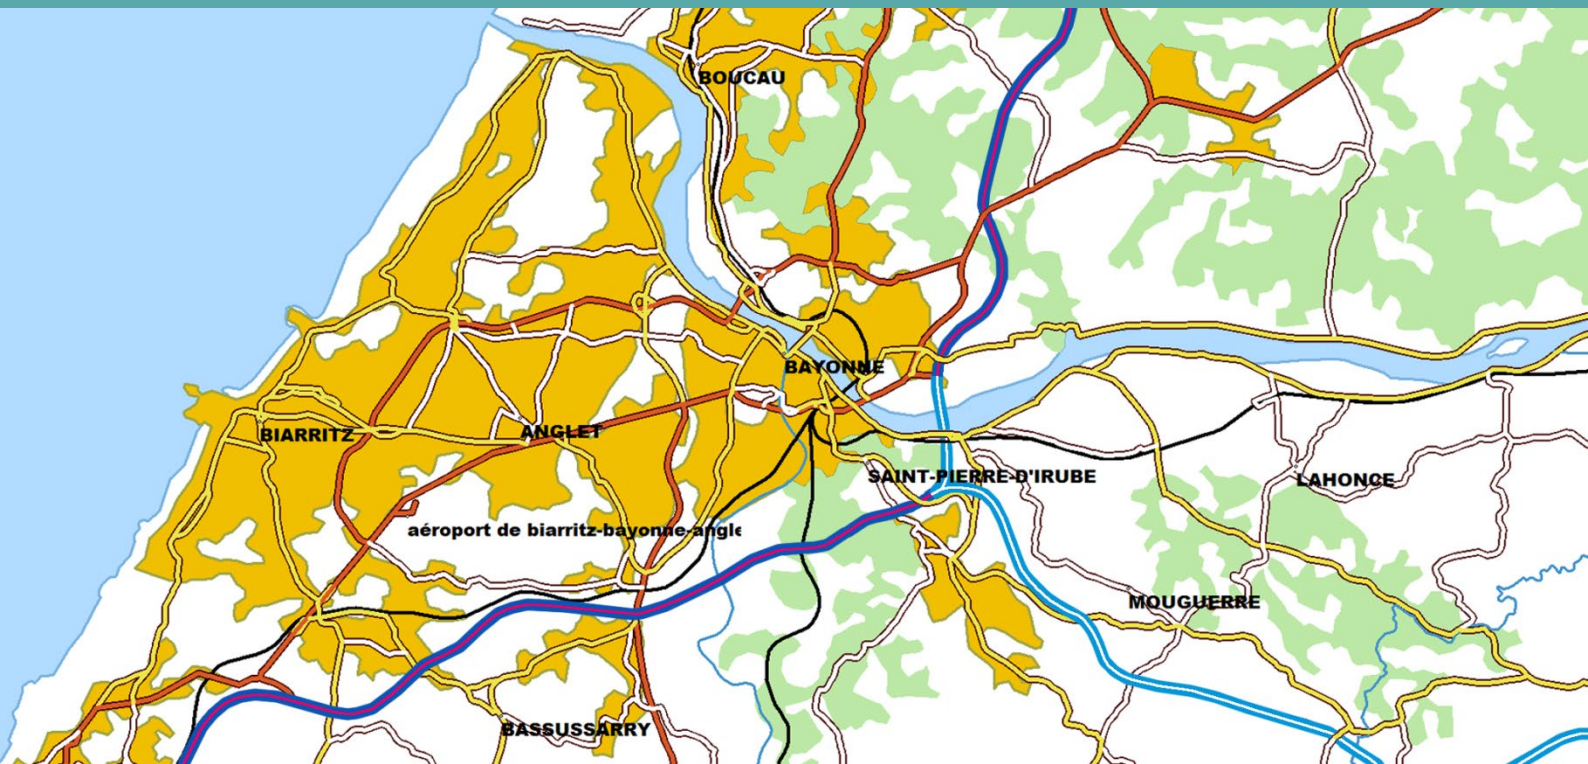 BOUCAU
BAYONNE
BIARRITZ
ANGLET
SAINT-PIERRE-D'IRUBE
LAHONCE
aéroport de biarritz-bayonne-angle
MOUGUERRE
BASSUSSARRY